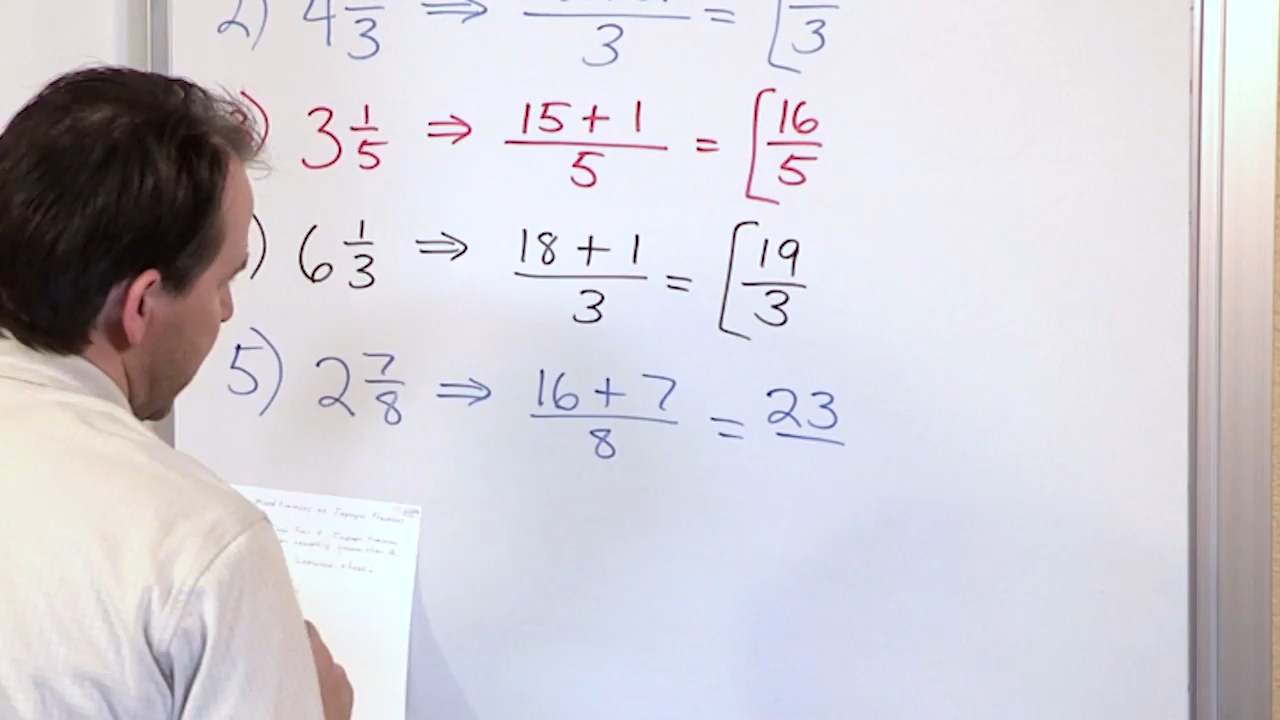 2) 4 1/3 ⇒ /3 = [ /3
) 3 1/5 ⇒ (15 + 1)/5 = [16/5
) 6 1/3 ⇒ (18 + 1)/3 = [19/3
5) 2 7/8 ⇒ (16 + 7)/8 = 23/